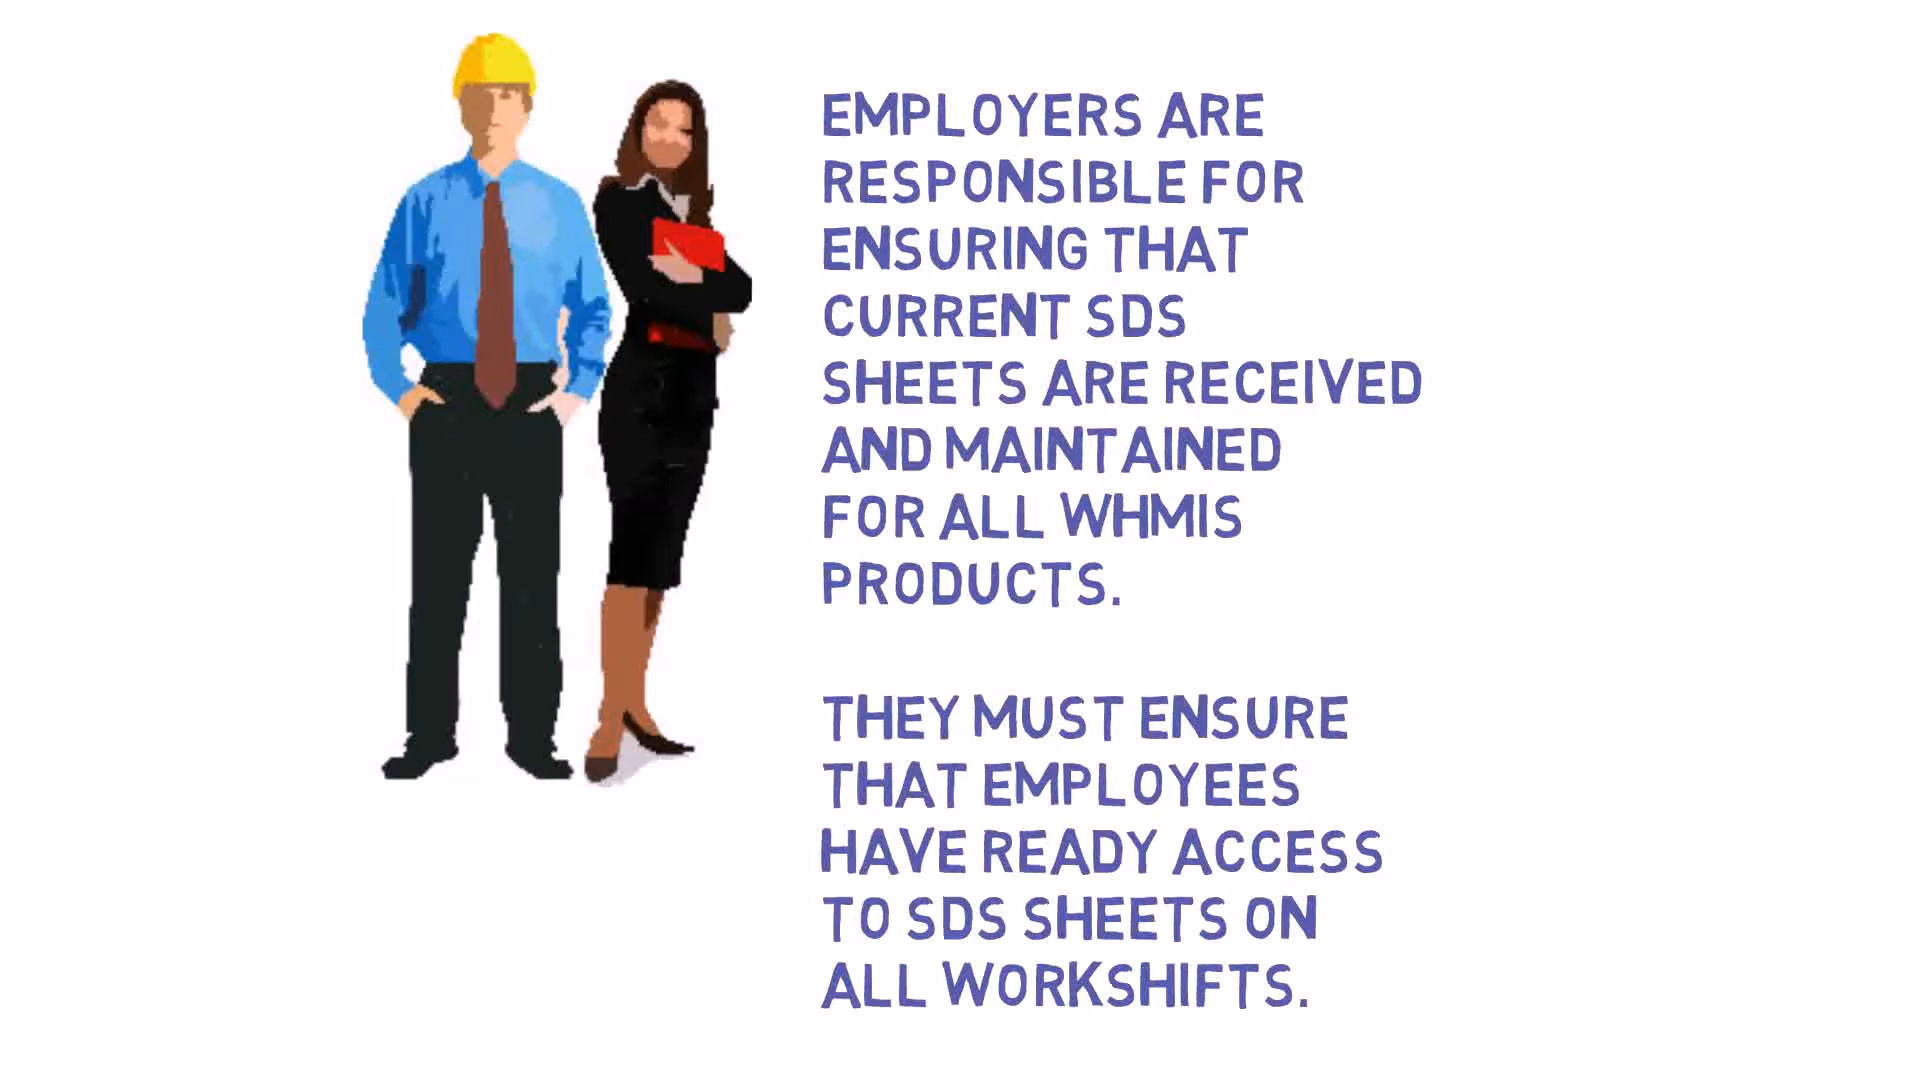 EMPLOYERS ARE
RESPONSIBLE FOR
ENSURING THAT
CURRENT SDS
SHEETS ARE RECEIVED
AND MAINTAINED
FOR ALL WHMIS
PRODUCTS.
THEY MUST ENSURE
THAT EMPLOYEES
HAVE READY ACCESS
TO SDS SHEETS ON
ALL WORKSHIFTS.